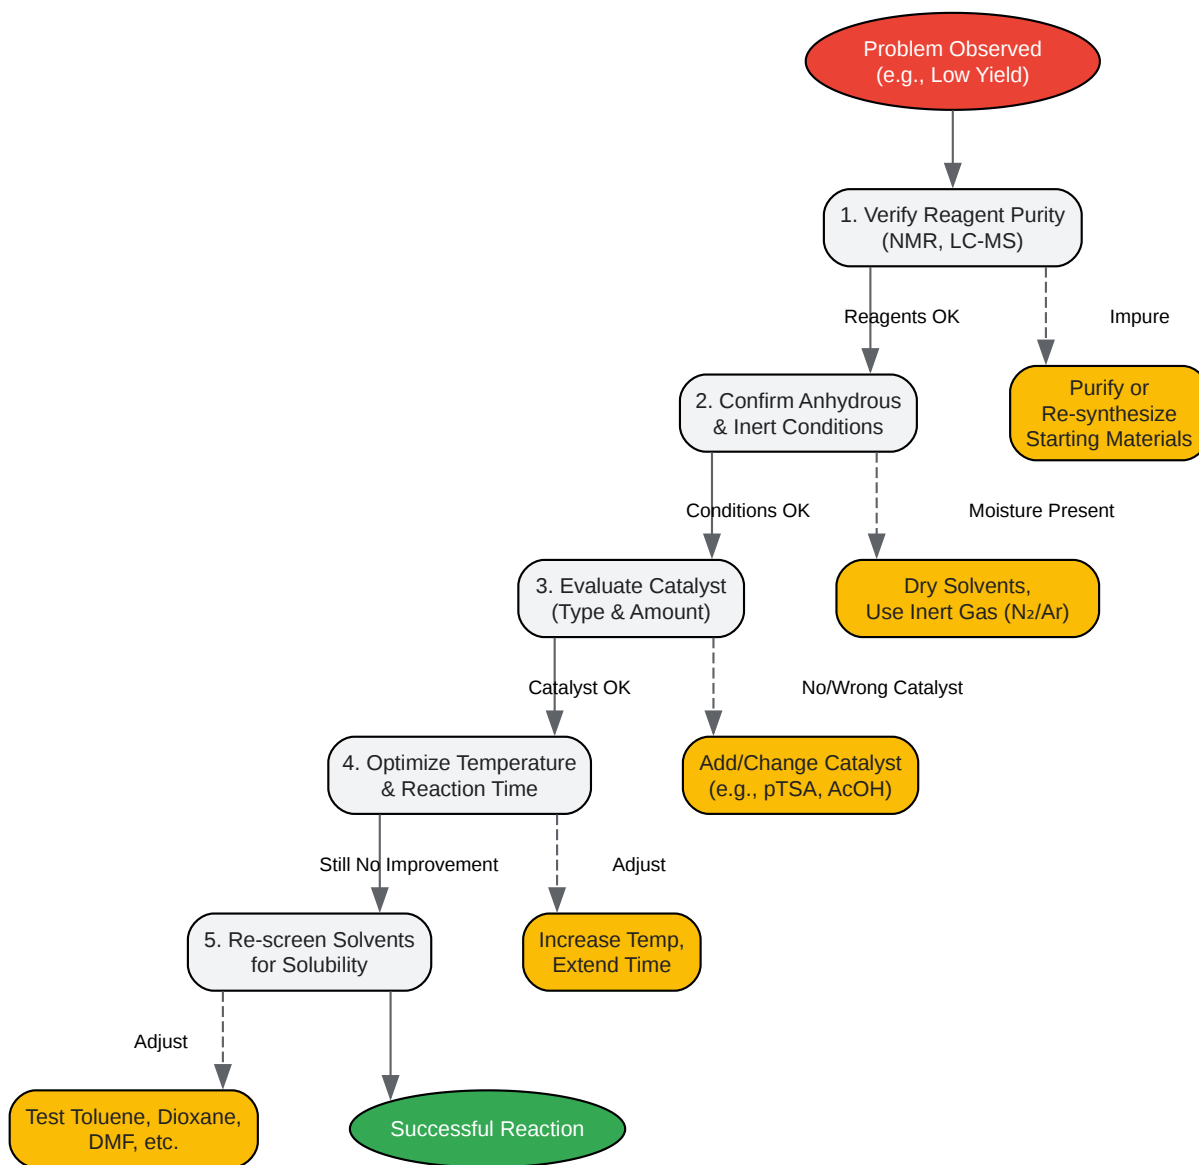 Problem Observed
(e.g., Low Yield)
1. Verify Reagent Purity
(NMR, LC-MS)
Reagents OK
Impure
2. Confirm Anhydrous
& Inert Conditions
Purify or
Re-synthesize
Starting Materials
Conditions OK
Moisture Present
3. Evaluate Catalyst
(Type & Amount)
Dry Solvents,
Use Inert Gas (N₂/Ar)
Catalyst OK
No/Wrong Catalyst
4. Optimize Temperature
& Reaction Time
Add/Change Catalyst
(e.g., pTSA, AcOH)
Still No Improvement
Adjust
5. Re-screen Solvents
for Solubility
Increase Temp,
Extend Time
Adjust
Test Toluene, Dioxane,
DMF, etc.
Successful Reaction